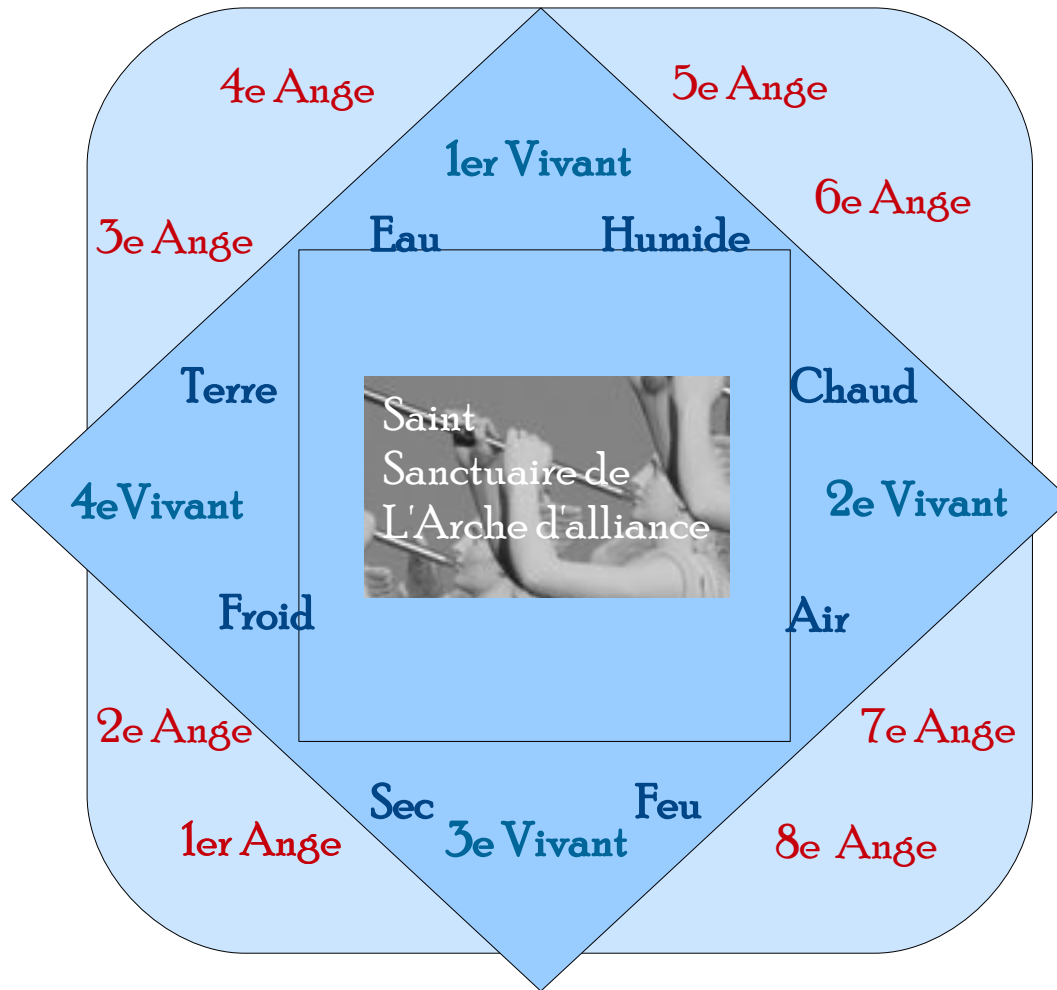 4e Ange
5e Ange
1er Vivant
6e Ange
3e Ange
Eau
Humide
Terre
Chaud
Saint
Sanctuaire de
L'Arche d'alliance
4eVivant
2e Vivant
Froid
Air
2e Ange
7e Ange
Sec
Feu
1er Ange
3e Vivant
8e Ange